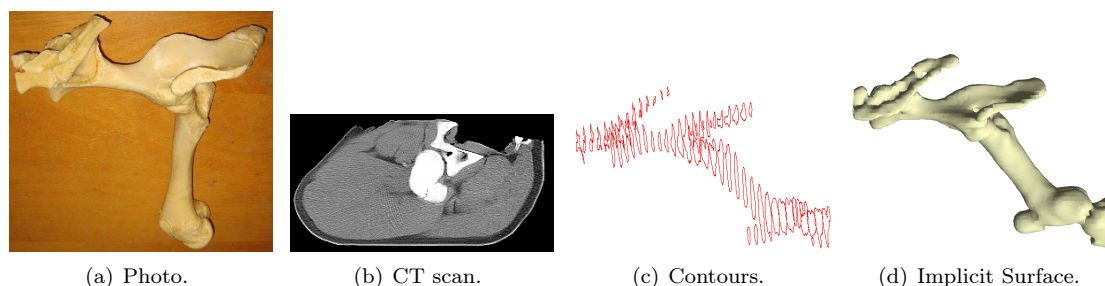 (a) Photo.
(b) CT scan.
(c) Contours.
(d) Implicit Surface.